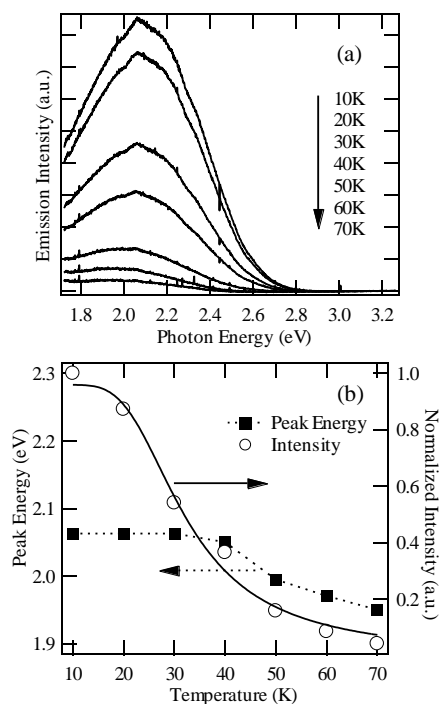 (a)
10K
20K
30K
40K
50K
60K
70K
Emission Intensity (a.u.)
1.8 2.0 2.2 2.4 2.6 2.8 3.0 3.2
Photon Energy (eV)
(b)
Peak Energy
Intensity
2.3
2.2
2.1
2.0
1.9
Peak Energy (eV)
1.0
0.8
0.6
0.4
0.2
Normalized Intensity (a.u.)
10 20 30 40 50 60 70
Temperature (K)